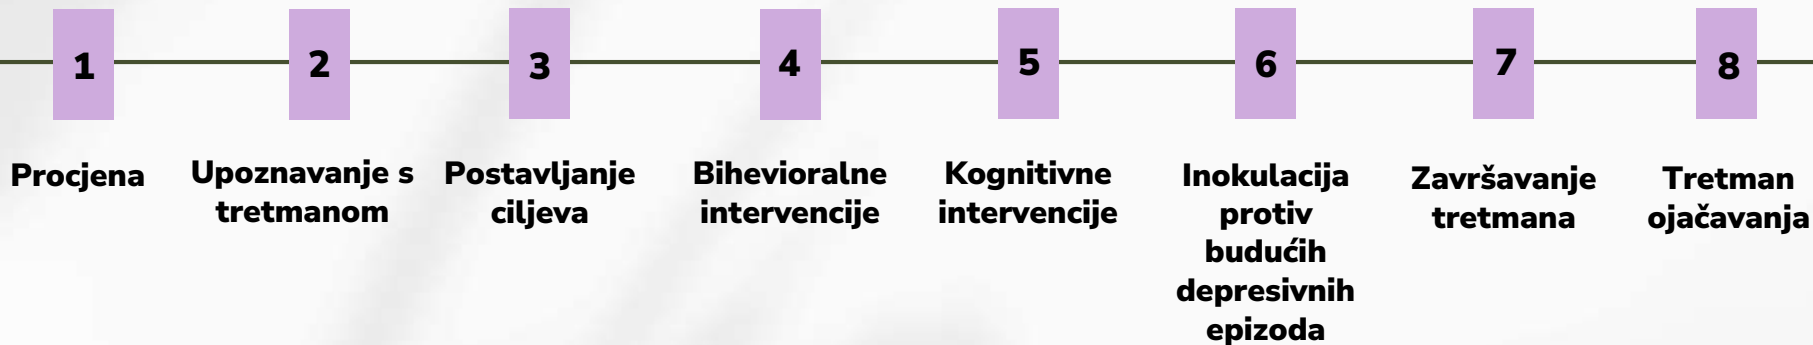 1
Procjena
2
Upoznavanje s
tretmanom
3
Postavljanje
ciljeva
4
Bihevioralne
intervencije
5
Kognitivne
intervencije
6
Inokulacija
protiv
budućih
depresivnih
epizoda
7
Završavanje
tretmana
8
Tretman
ojačavanja